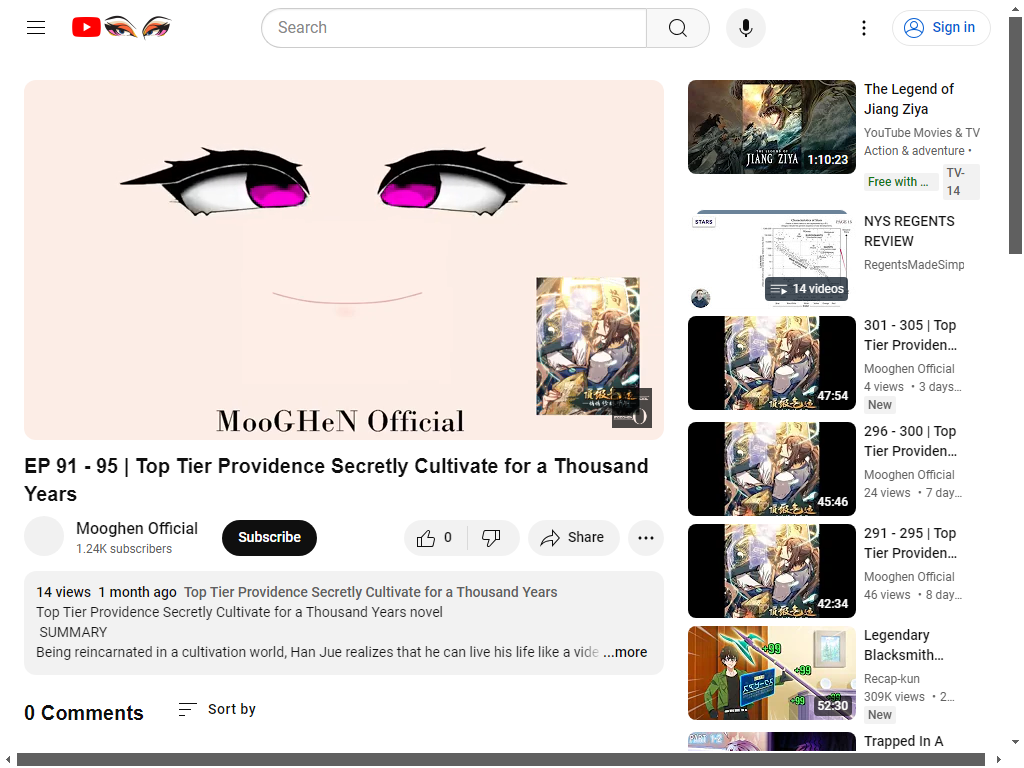 Search
Sign in
MooGHeN Official
EP 91 - 95 | Top Tier Providence Secretly Cultivate for a Thousand
Years
Mooghen Official
1.24K subscribers
Subscribe
0
Share
14 views 1 month ago Top Tier Providence Secretly Cultivate for a Thousand Years
Top Tier Providence Secretly Cultivate for a Thousand Years novel
SUMMARY
Being reincarnated in a cultivation world, Han Jue realizes that he can live his life like a vide ...more
0 Comments
Sort by
THE LEGEND OF
JIANG ZIYA
1:10:23
The Legend of
Jiang Ziya
YouTube Movies & TV
Action & adventure •
Free with ...
TV-
14
STARS
14 videos
NYS REGENTS
REVIEW
RegentsMadeSimp
47:54
301 - 305 | Top
Tier Providen...
Mooghen Official
4 views • 3 days...
New
45:46
296 - 300 | Top
Tier Providen...
Mooghen Official
24 views • 7 day...
42:34
291 - 295 | Top
Tier Providen...
Mooghen Official
46 views • 8 day...
+99
+99
+99
52:30
Legendary
Blacksmith...
Recap-kun
309K views • 2...
New
PART 1-2
Trapped In A